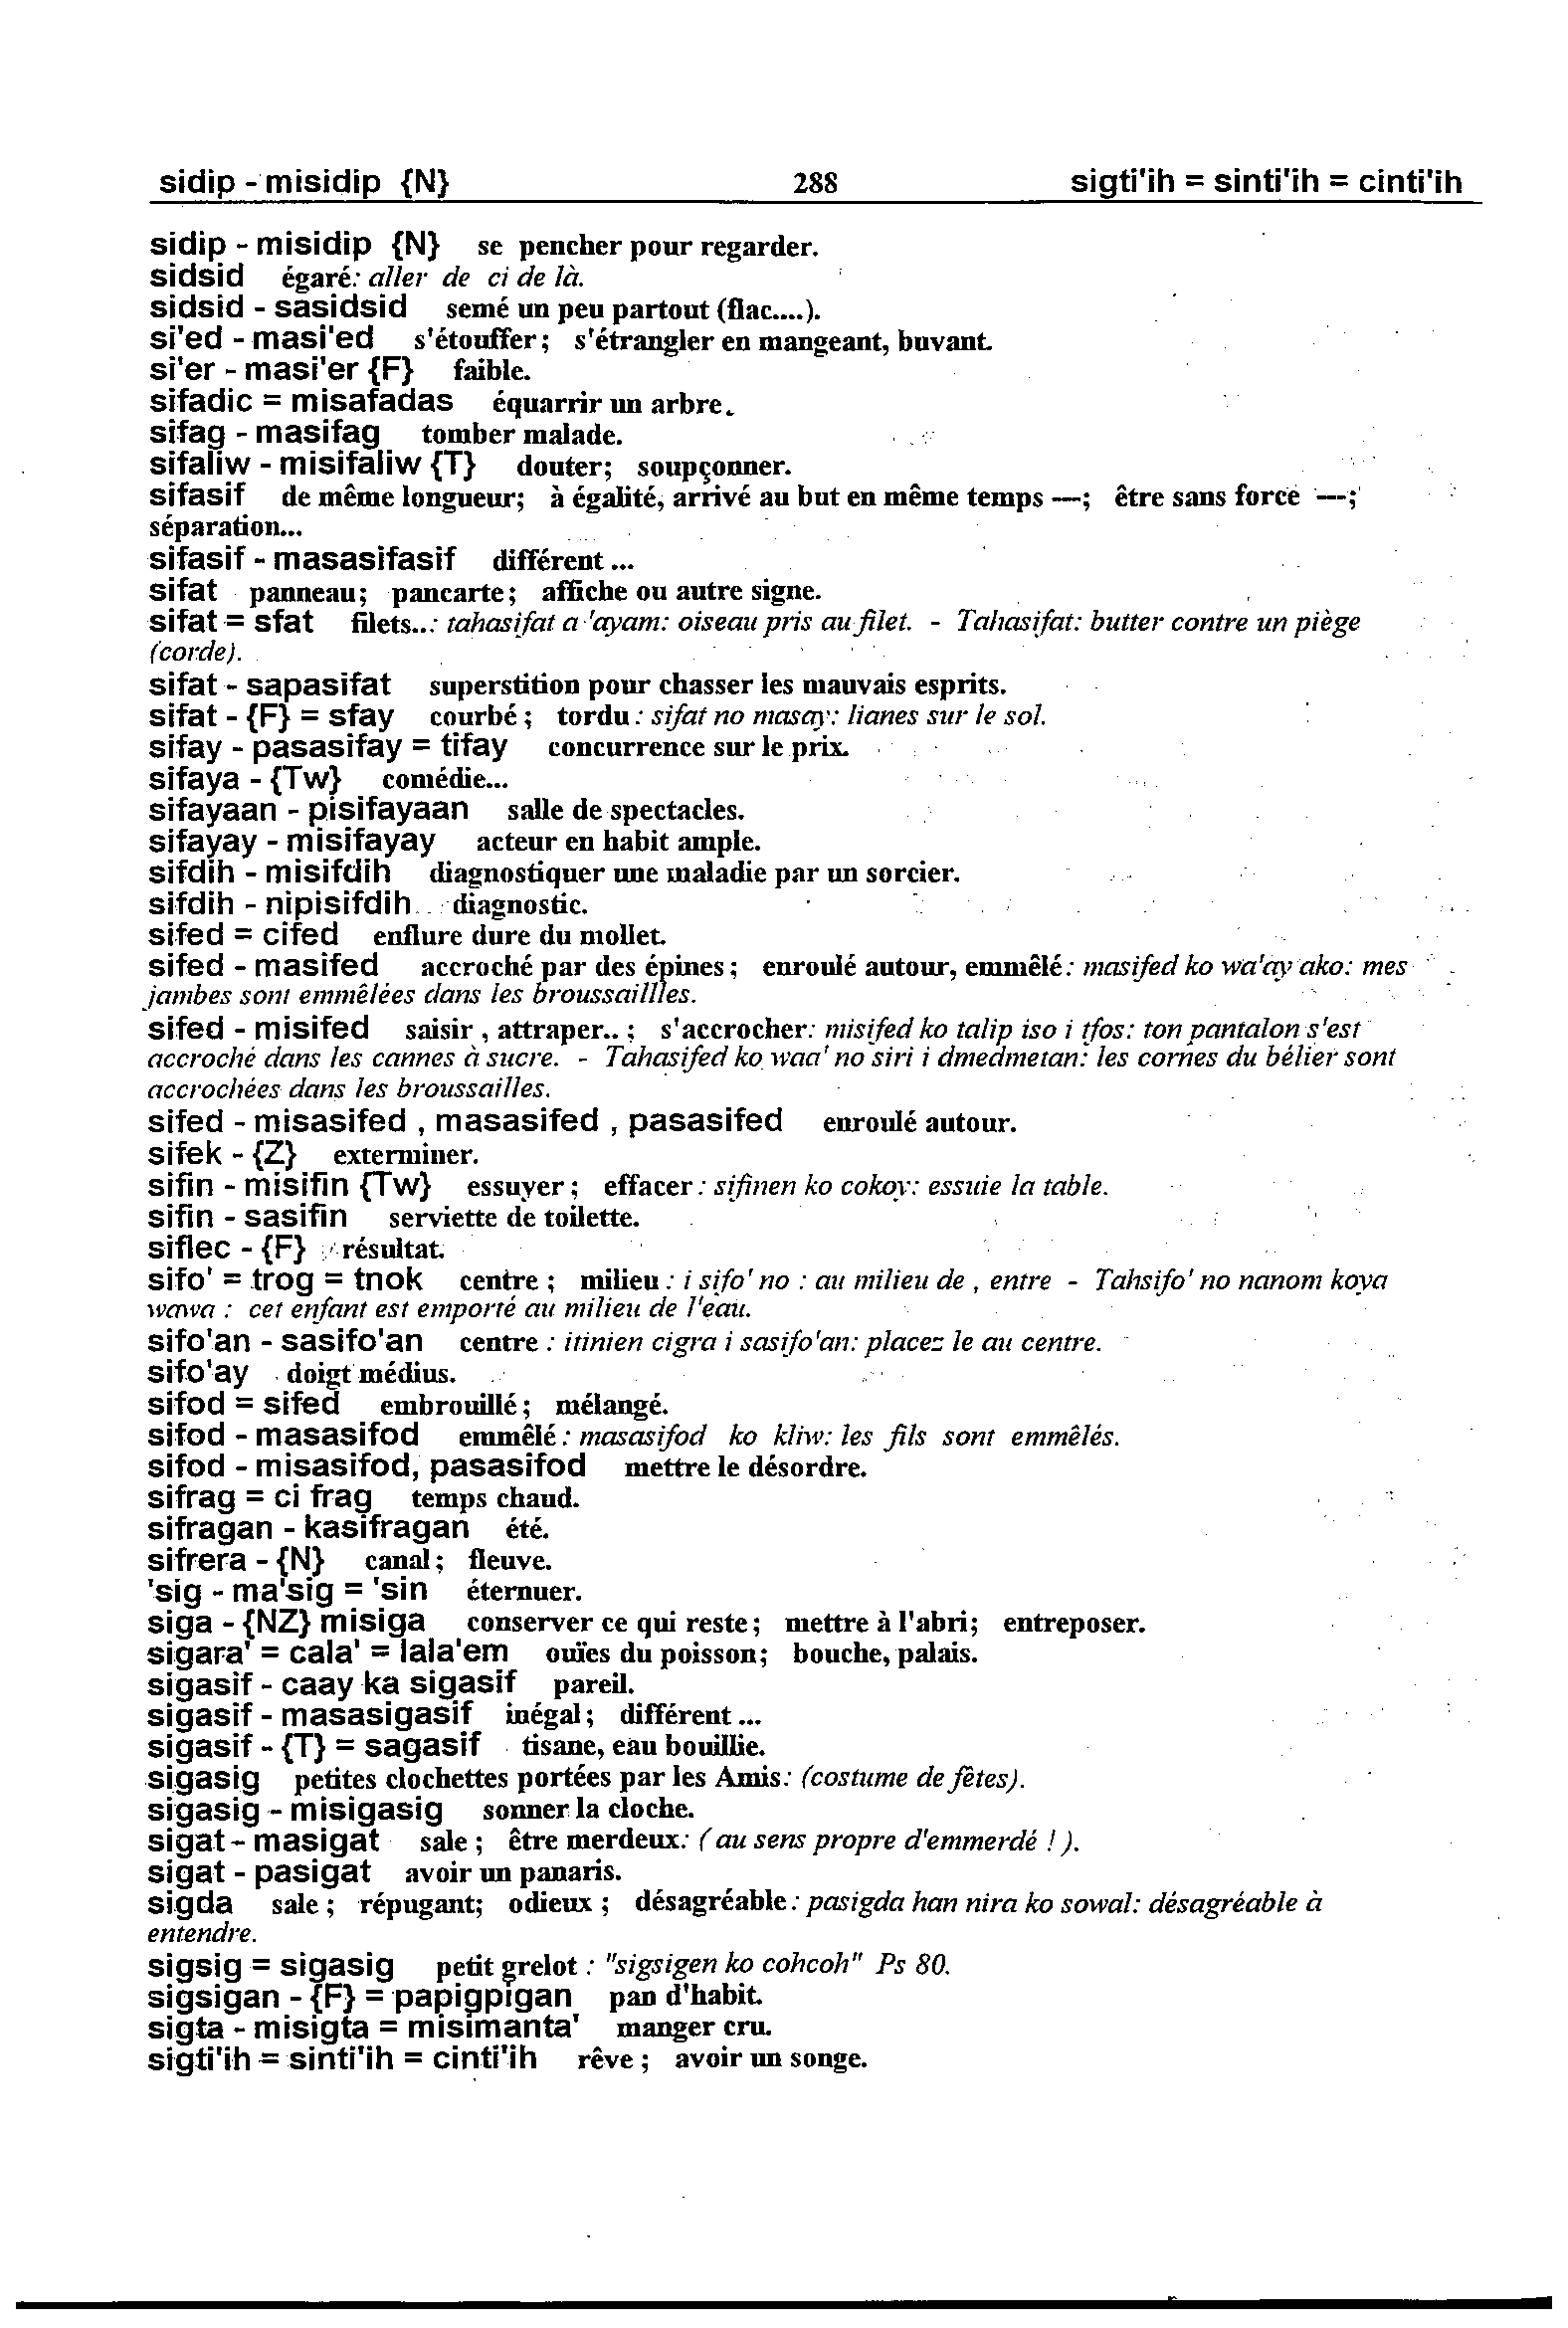 sidip - misidip {N} 288 sigti'ih = sinti'ih = cinti'ih
sidip - misidip {N} se pencher pour regarder.
sidsid égaré: aller de ci de là.
sidsid - sasidsid semé un peu partout (flac....).
si'ed - masi'ed s'étouffer; s'étrangler en mangeant, buvant.
si'er - masi'er {F} faible.
sifadic = misafadas équarrir un arbre.
sifag - masifag tomber malade.
sifaliw - misifaliw {T} douter; soupçonner.
sifasif de même longueur; à égalité, arrivé au but en même temps —; être sans force —;
séparation...
sifasif - masasifasif différent ...
sifat panneau; pancarte; affiche ou autre signe.
sifat = sfat filets..: tahasifat a 'ayam: oiseau pris au filet. - Tahasifat: butter contre un piège
(corde).
sifat - sapasifat superstition pour chasser les mauvais esprits.
sifat - {F} = sfay courbé ; tordu : sifat no masay: lianes sur le sol.
sifay - pasasifay = tifay concurrence sur le prix.
sifaya - {Tw} comédie...
sifayaan - pisifayaan salle de spectacles.
sifayay - misifayay acteur en habit ample.
sifdih - misifdih diagnostiquer une maladie par un sorcier.
sifdih - nipisifdih diagnostic.
sifed = cifed enflure dure du mollet.
sifed - masifed accroché par des épines ; enroulé autour, emmêlé : masifed ko wa'ay ako: mes
jambes sont emmêlées dans les broussaillles.
sifed - misifed saisir , attraper.. ; s'accrocher: misifed ko talip iso i tfos: ton pantalon s'est
accroché dans les cannes à sucre. - Tahasifed ko waa' no siri i dmedmetan: les cornes du bélier sont
accrochées dans les broussailles.
sifed - misasifed , masasifed , pasasifed enroulé autour.
sifek - {Z} exterminer.
sifin - misifin {Tw} essuyer ; effacer : sifinen ko cokoy: essuie la table.
sifin - sasifin serviette de toilette.
siflec - {F} résultat.
sifo' = trog = tnok centre ; milieu : i sifo' no : au milieu de , entre - Tahsifo' no nanom koya
wawa : cet enfant est emporté au milieu de l'eau.
sifo'an - sasifo'an centre : itinien cigra i sasifo'an: placez le au centre.
sifo'ay doigt médius.
sifod = sifed embrouillé ; mélangé.
sifod - masasifod emmêlé : masasifod ko kliw: les fils sont emmêlés.
sifod - misasifod, pasasifod mettre le désordre.
sifrag = ci frag temps chaud.
sifragan - kasifragan été.
sifrera - {N} canal ; fleuve.
'sig - ma'sig = 'sin éternuer.
siga - {NZ} misiga conserver ce qui reste ; mettre à l'abri; entreposer.
sigara' = cala' = lala'em ouïes du poisson; bouche, palais.
sigasif - caay ka sigasif pareil.
sigasif - masasigasif inégal ; différent ...
sigasif - {T} = sagasif tisane, eau bouillie.
sigasig petites clochettes portées par les Amis: (costume de fêtes).
sigasig - misigasig sonner la cloche.
sigat - masigat sale ; être merdeux: ( au sens propre d'emmerdé ! ).
sigat - pasigat avoir un panaris.
sigda sale ; répugant; odieux ; désagréable : pasigda han nira ko sowal: désagréable à
entendre.
sigsig = sigasig petit grelot : "sigsigen ko cohcoh" Ps 80.
sigsigan - {F} = papigpigan pan d'habit.
sigta - misigta = misimanta' manger cru.
sigti'ih = sinti'ih = cinti'ih rêve ; avoir un songe.